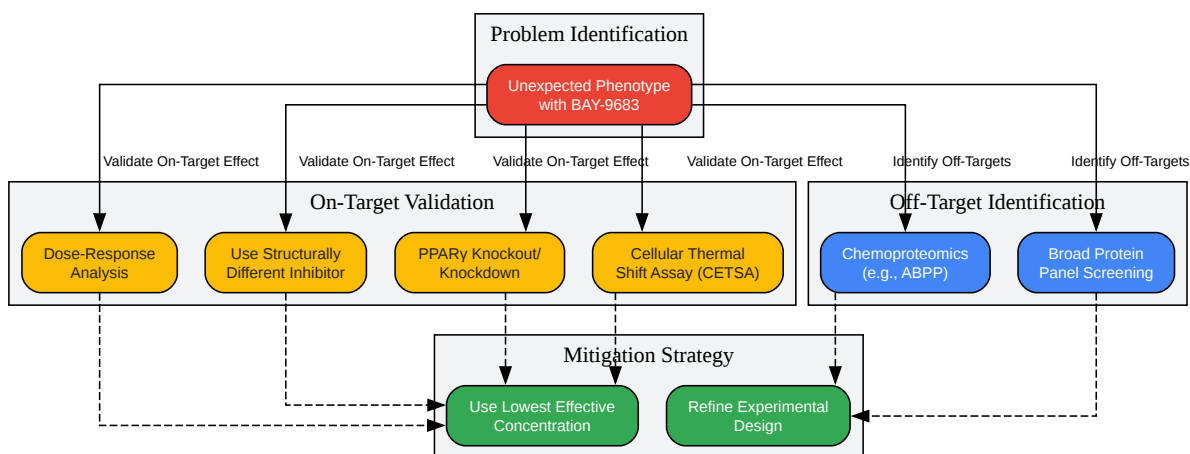 Problem Identification
Unexpected Phenotype
with BAY-9683
Validate On-Target Effect
Validate On-Target Effect
Validate On-Target Effect
Validate On-Target Effect
Identify Off-Targets
Identify Off-Targets
On-Target Validation
Off-Target Identification
Dose-Response
Analysis
Use Structurally
Different Inhibitor
PPARγ Knockout/
Knockdown
Cellular Thermal
Shift Assay (CETSA)
Chemoproteomics
(e.g., ABPP)
Broad Protein
Panel Screening
Mitigation Strategy
Use Lowest Effective
Concentration
Refine Experimental
Design